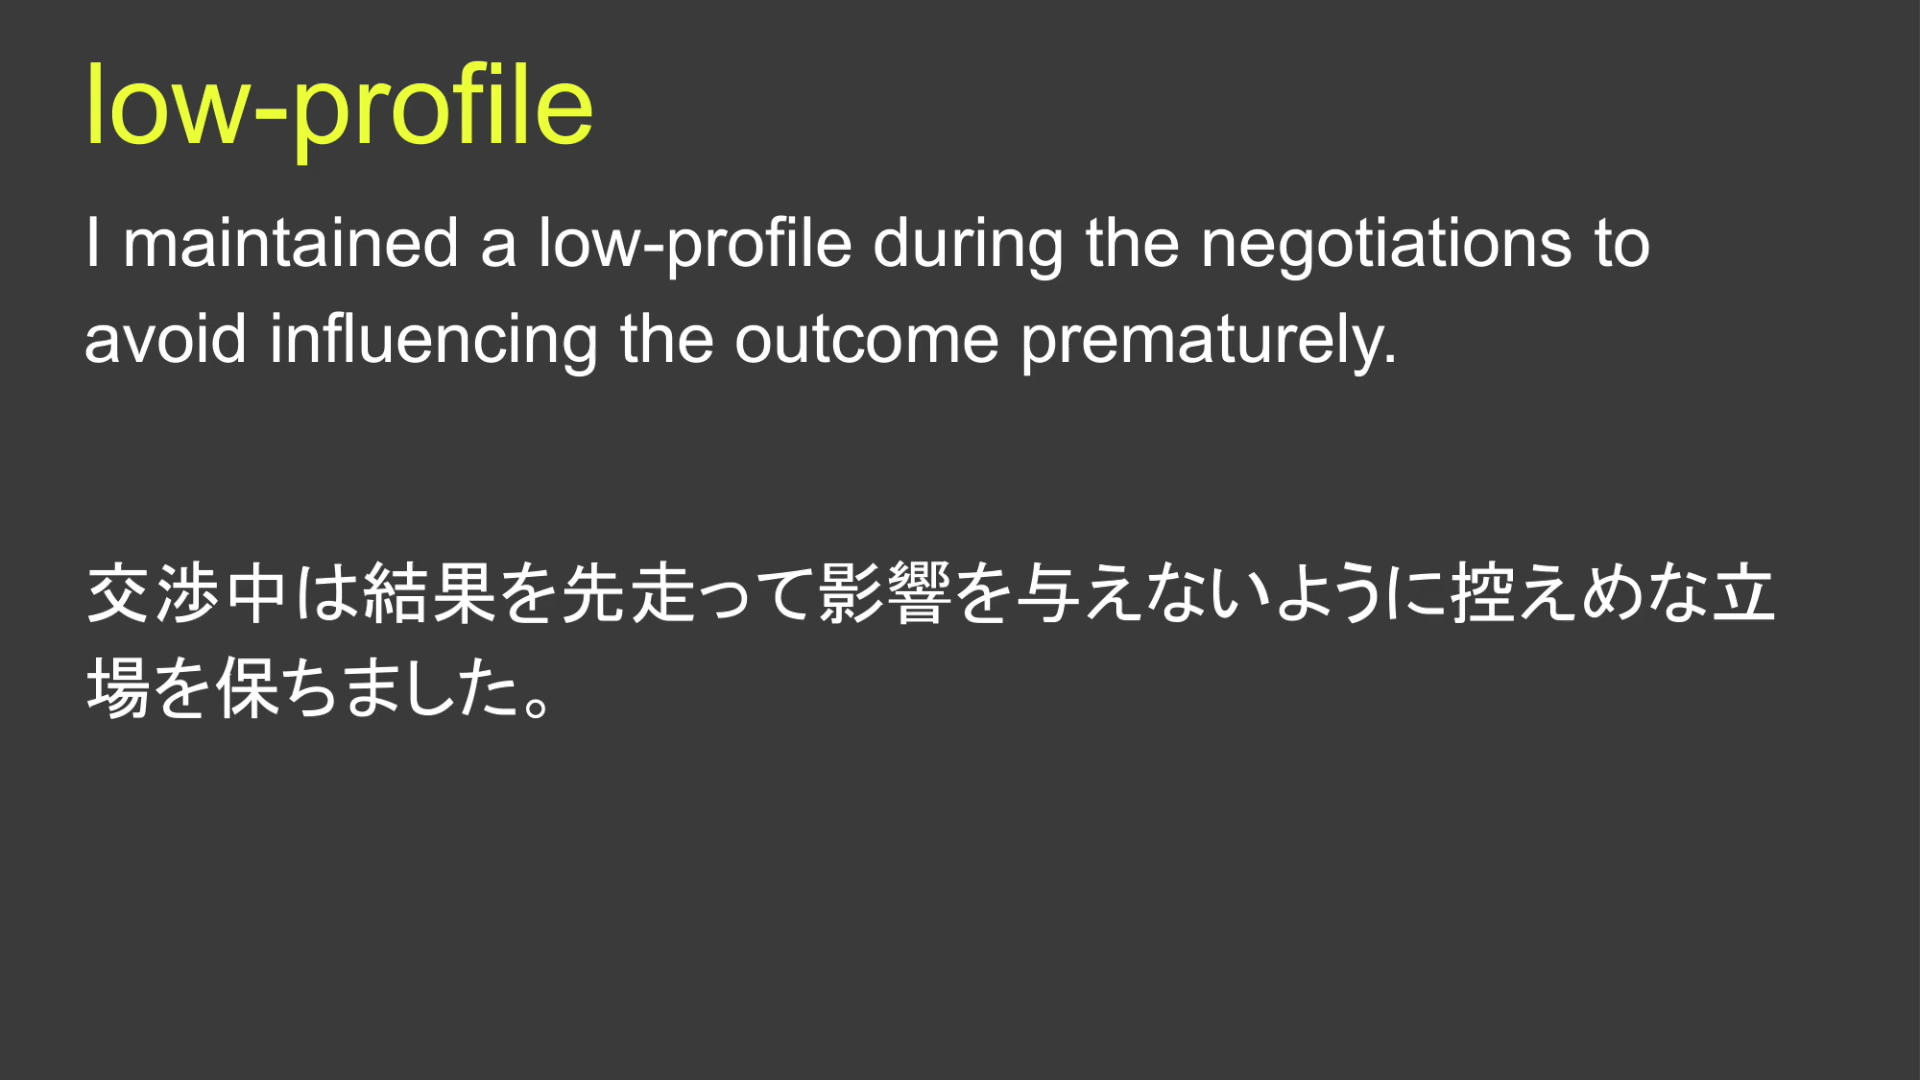 low-profile
I maintained a low-profile during the negotiations to
avoid influencing the outcome prematurely.
交渉中は結果を先走って影響を与えないように控えめな立
場を保ちました。